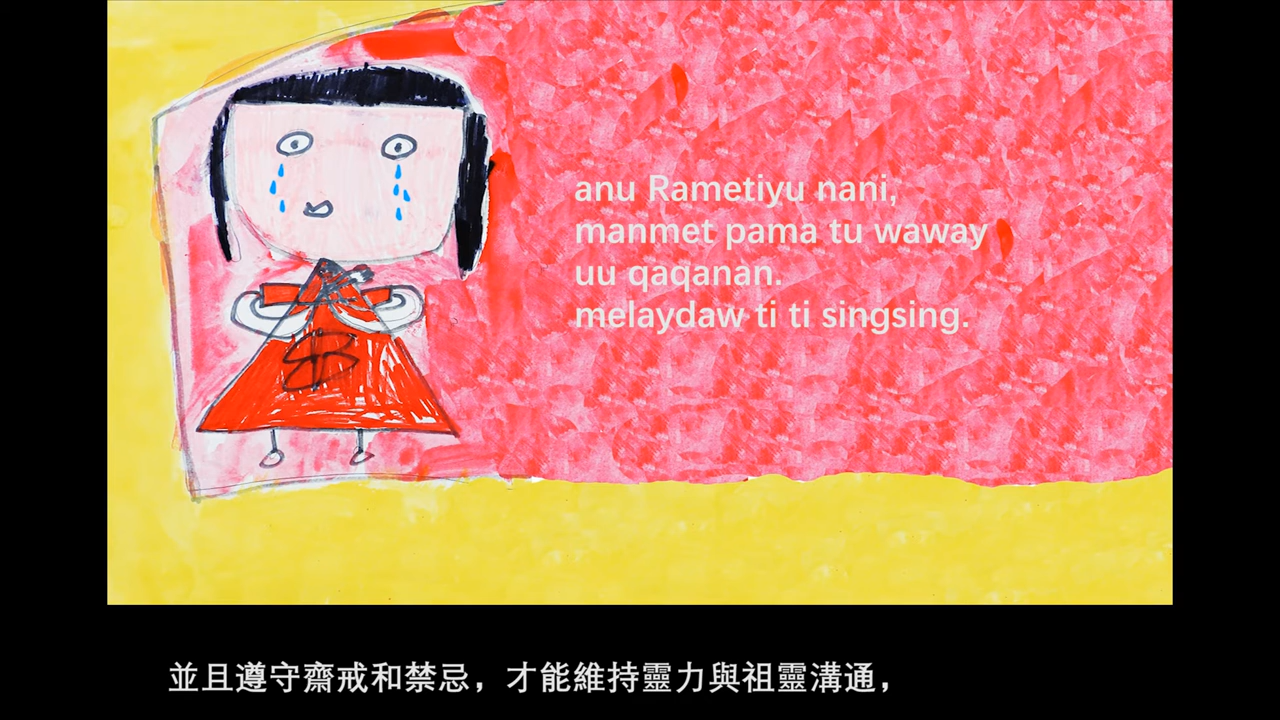 anu Rametiyu nani,
manmet pama tu waway
uu qaqanan.
melaydaw ti ti singsing.
並且遵守齋戒和禁忌，才能維持靈力與祖靈溝通，